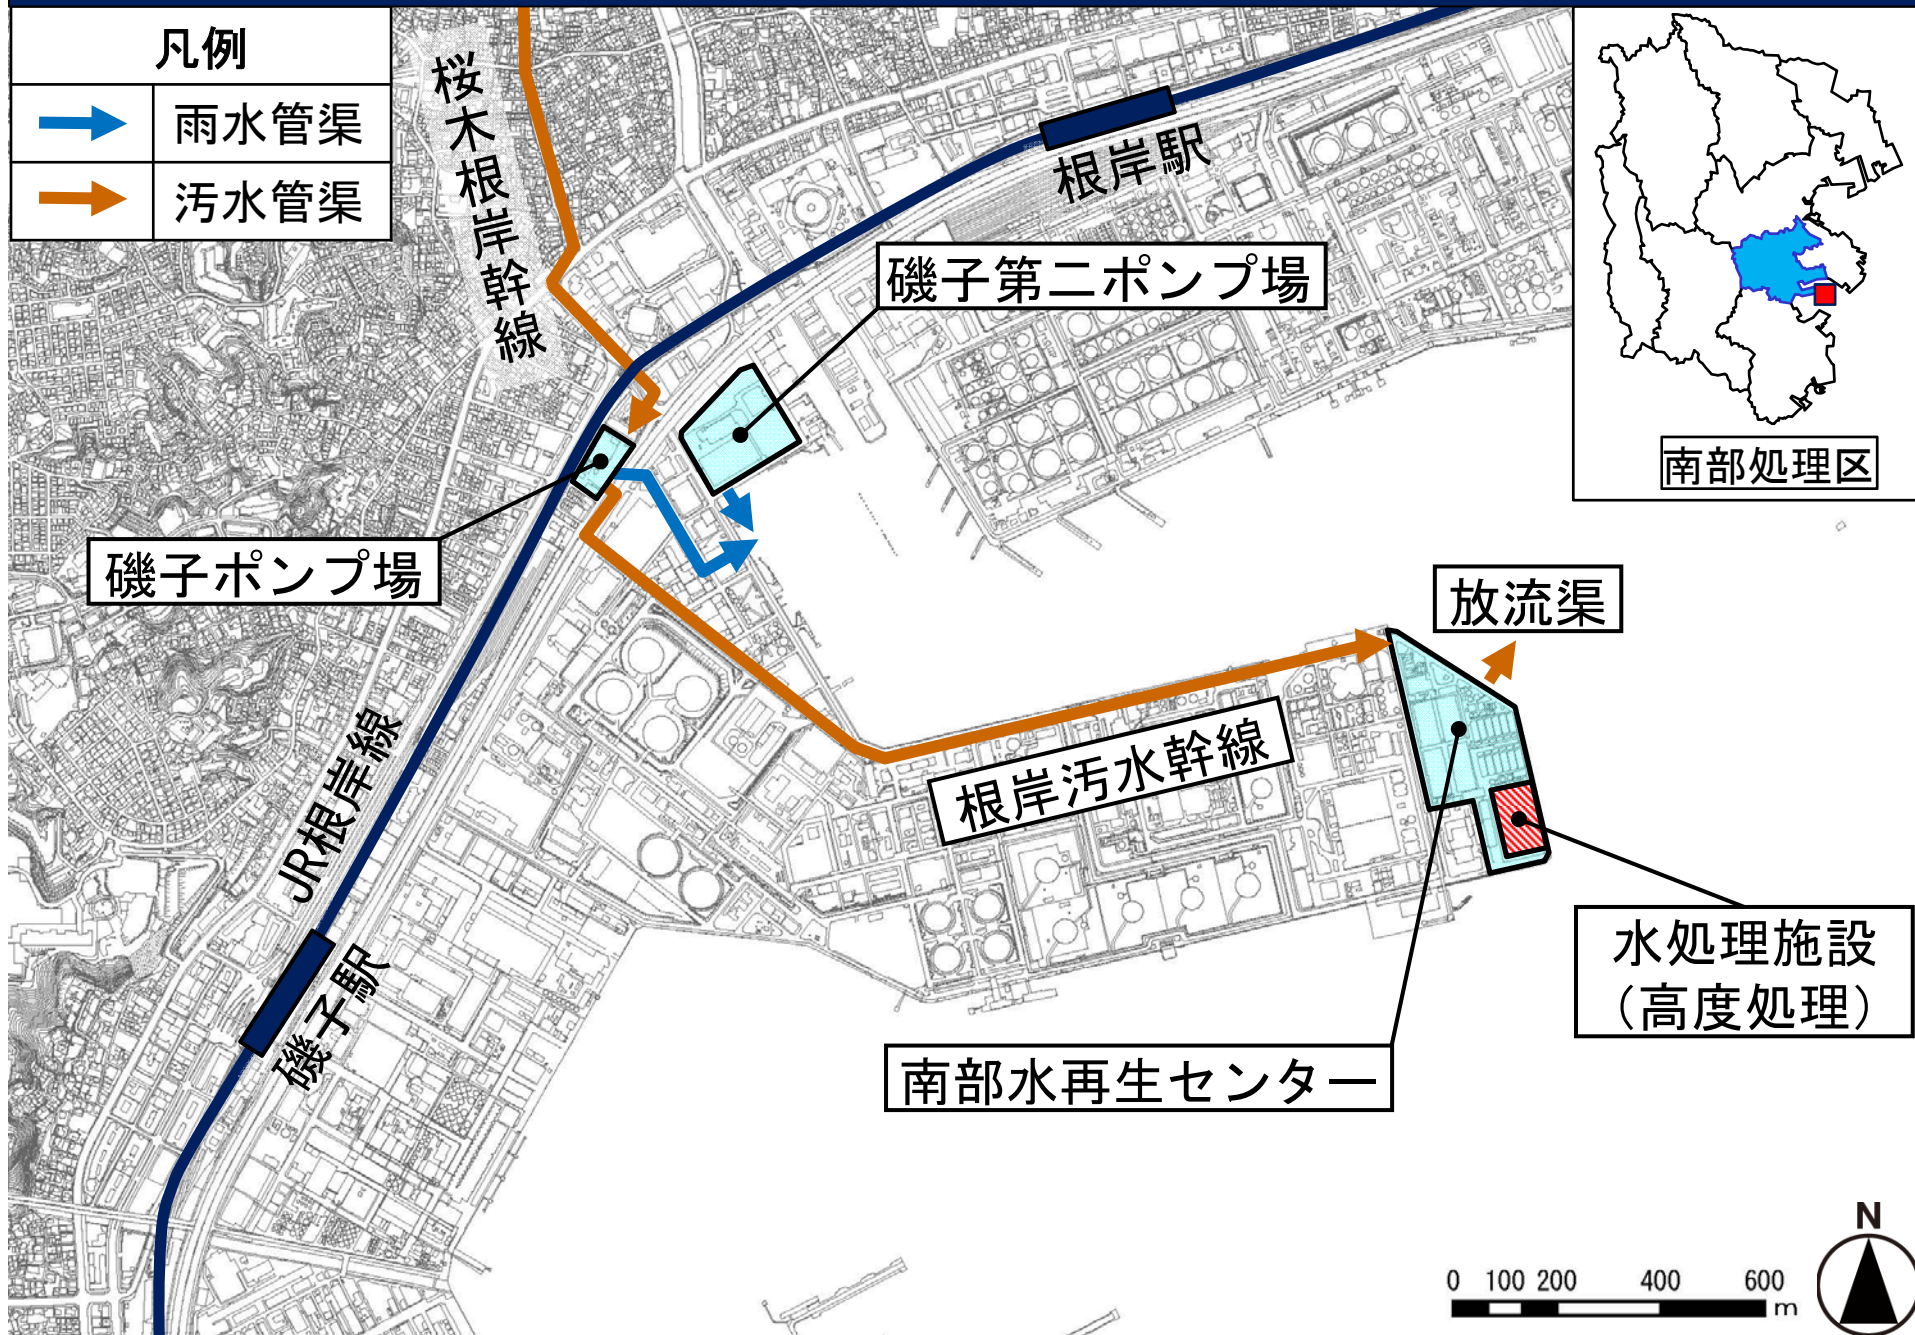 凡例
雨水管渠
汚水管渠
桜木根岸幹線
根岸駅
磯子第二ポンプ場
南部処理区
磯子ポンプ場
放流渠
根岸汚水幹線
JR根岸線
磯子駅
水処理施設
（高度処理）
南部水再生センター
N
0 100 200 400 600
m